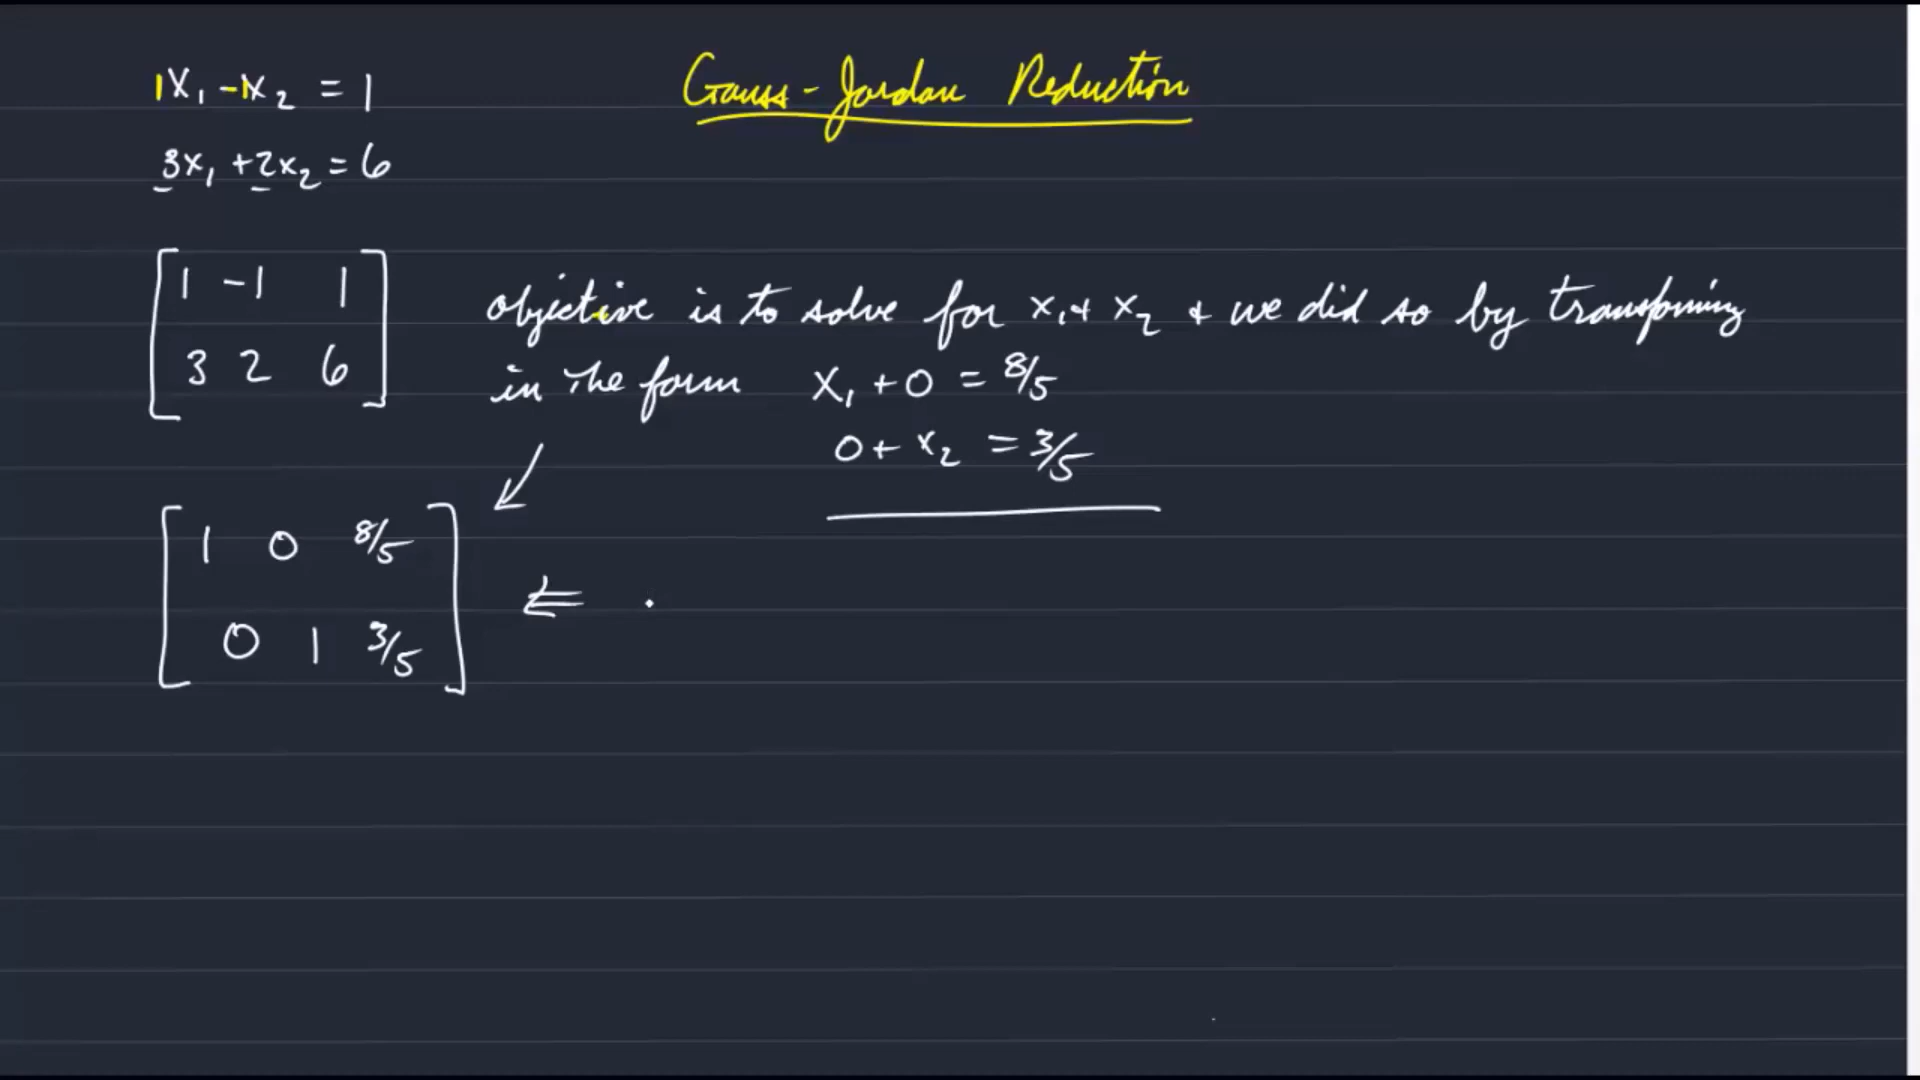 Gauss-Jordan Reduction
1x₁ -1x₂ = 1
3x₁ +2x₂ = 6
1 -1 1
3 2 6
objective is to solve for x₁ + x₂ + we did so by transforming
in the form x₁ + 0 = 8/5
0 + x₂ = 3/5
1 0 8/5
0 1 3/5